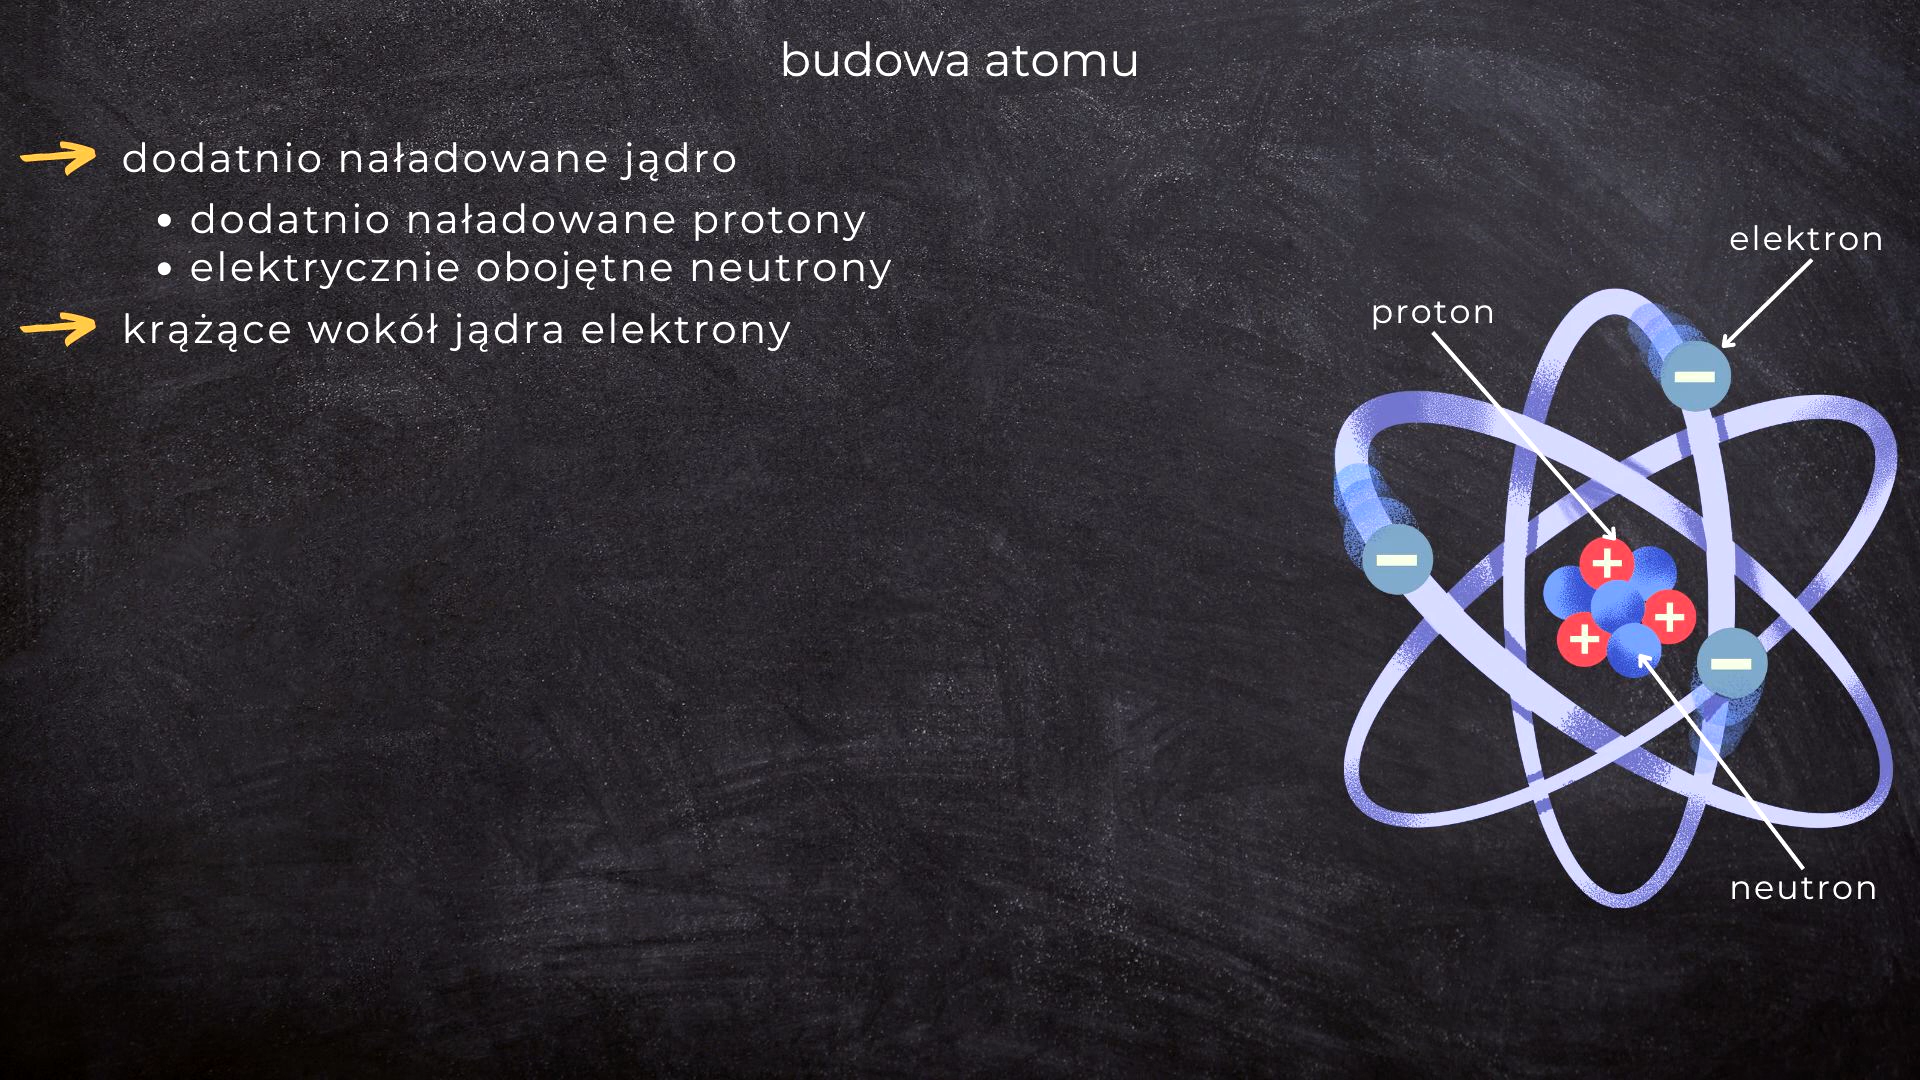 budowa atomu
dodatnio naładowane jądro
• dodatnio naładowane protony
• elektrycznie obojętne neutrony
krążące wokół jądra elektrony
elektron
proton
neutron